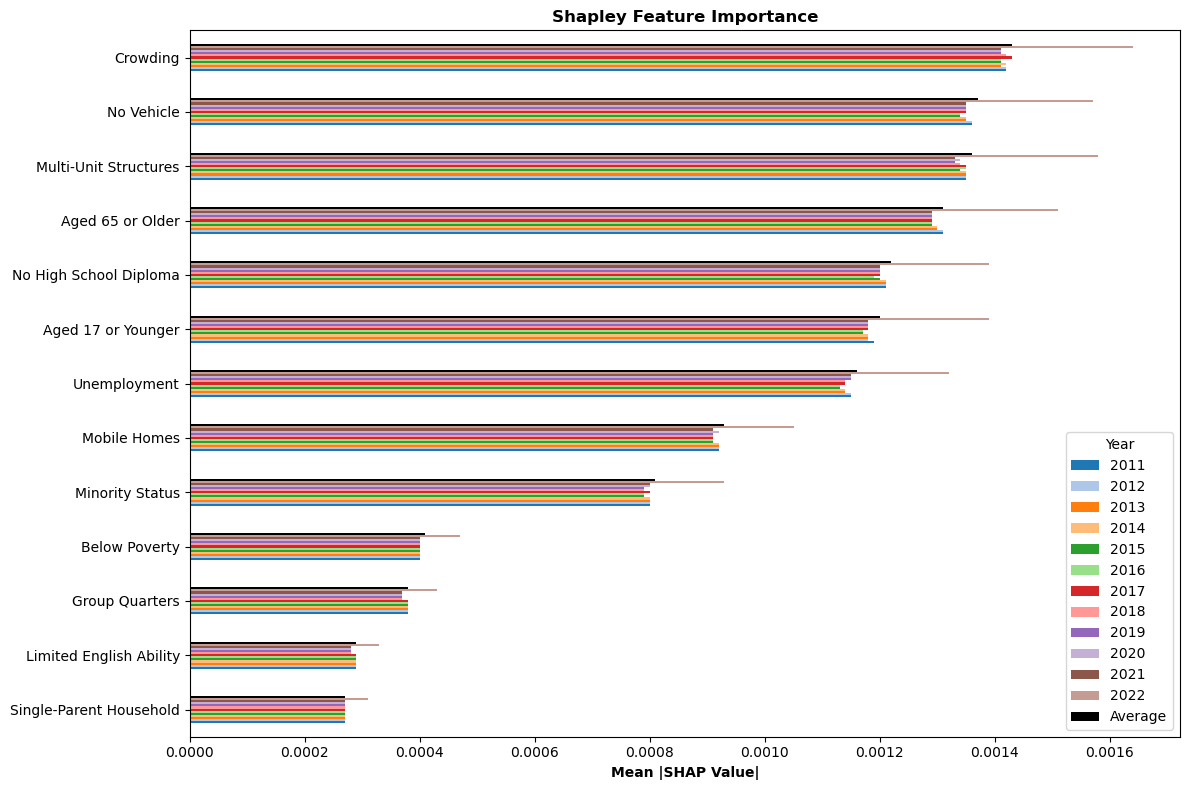 Shapley Feature Importance
Crowding
No Vehicle
Multi-Unit Structures
Aged 65 or Older
No High School Diploma
Aged 17 or Younger
Unemployment
Mobile Homes
Minority Status
Below Poverty
Group Quarters
Limited English Ability
Single-Parent Household
Year
2011
2012
2013
2014
2015
2016
2017
2018
2019
2020
2021
2022
Average
0.0000 0.0002 0.0004 0.0006 0.0008 0.0010 0.0012 0.0014 0.0016
Mean |SHAP Value|